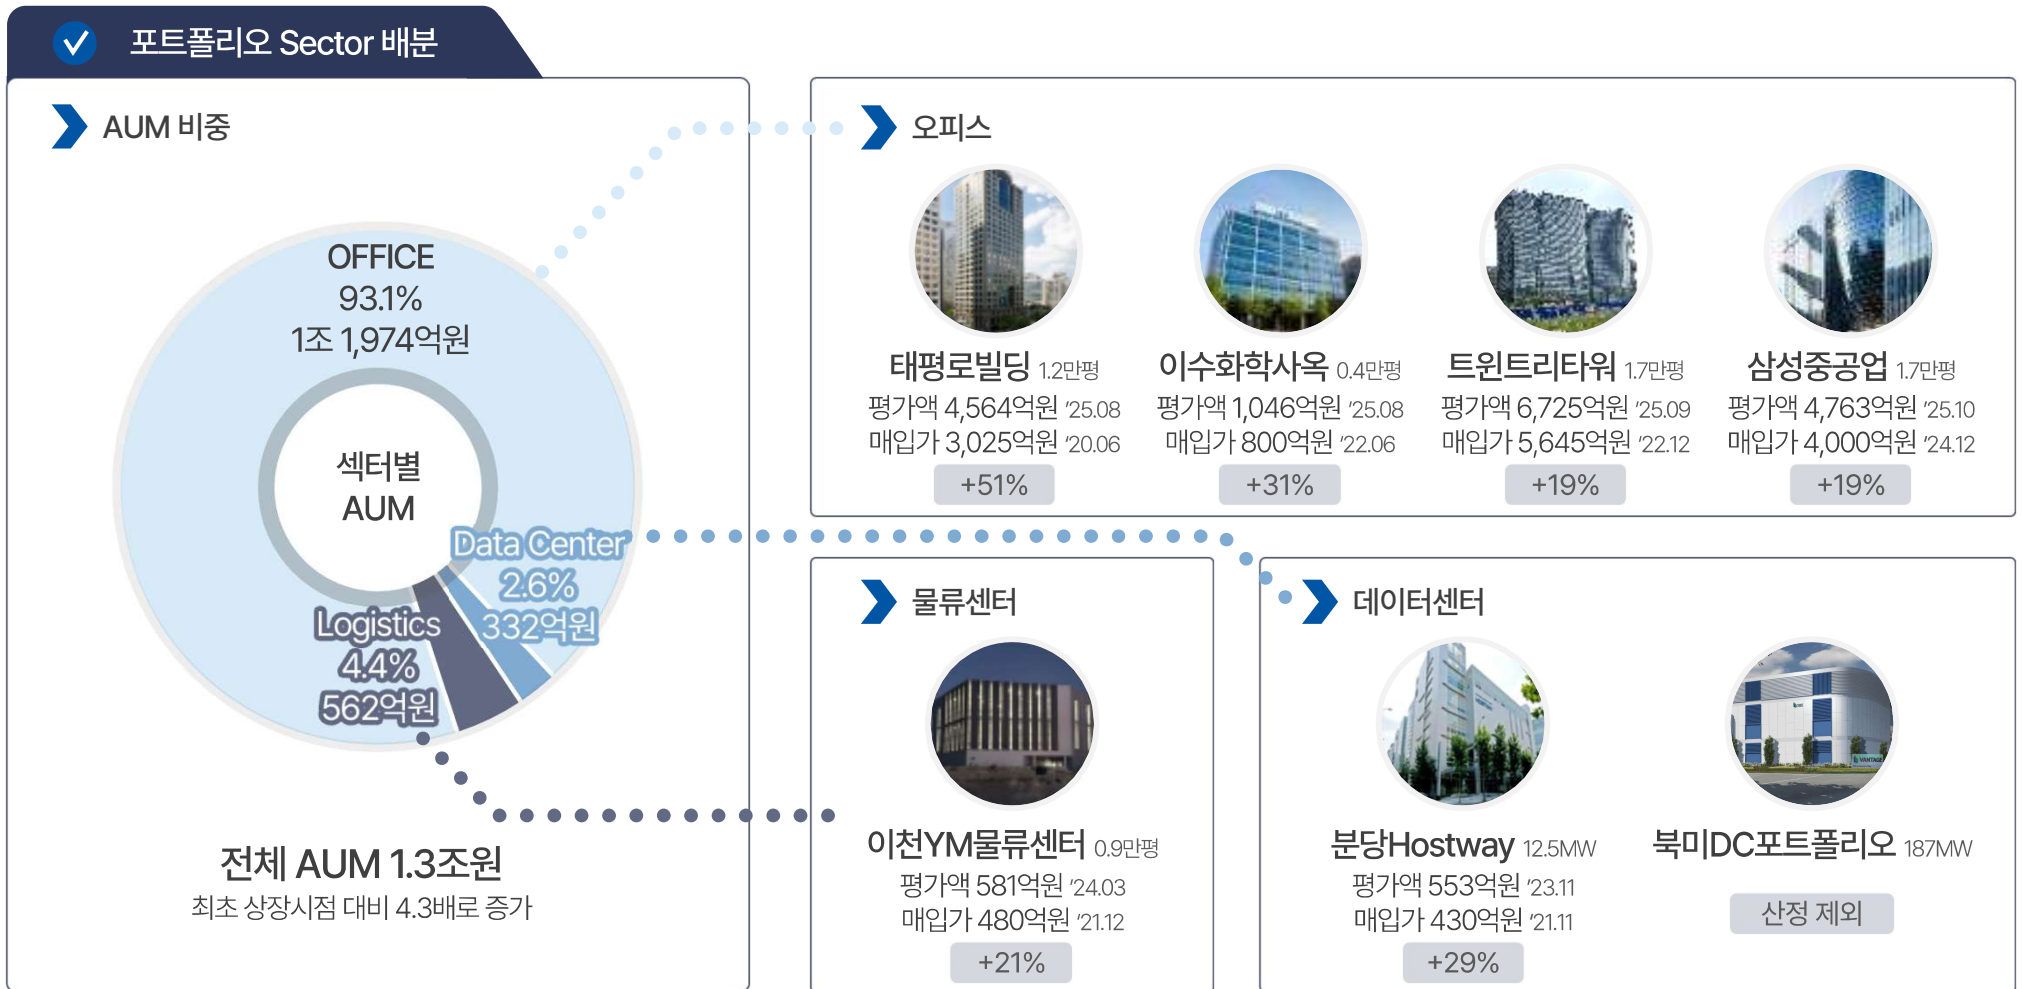 포트폴리오 Sector 배분
AUM 비중
OFFICE
93.1%
1조 1,974억원
섹터별
AUM
Data Center
2.6%
332억원
Logistics
4.4%
562억원
전체 AUM 1.3조원
최초 상장시점 대비 4.3배로 증가
오피스
태평로빌딩 1.2만평
평가액 4,564억원 '25.08
매입가 3,025억원 '20.06
+51%
이수화학사옥 0.4만평
평가액 1,046억원 '25.08
매입가 800억원 '22.06
+31%
트윈트리타워 1.7만평
평가액 6,725억원 '25.09
매입가 5,645억원 '22.12
+19%
삼성중공업 1.7만평
평가액 4,763억원 '25.10
매입가 4,000억원 '24.12
+19%
물류센터
이천YM물류센터 0.9만평
평가액 581억원 '24.03
매입가 480억원 '21.12
+21%
데이터센터
분당Hostway 12.5MW
평가액 553억원 '23.11
매입가 430억원 '21.11
+29%
VANTAGE
북미DC포트폴리오 187MW
산정 제외